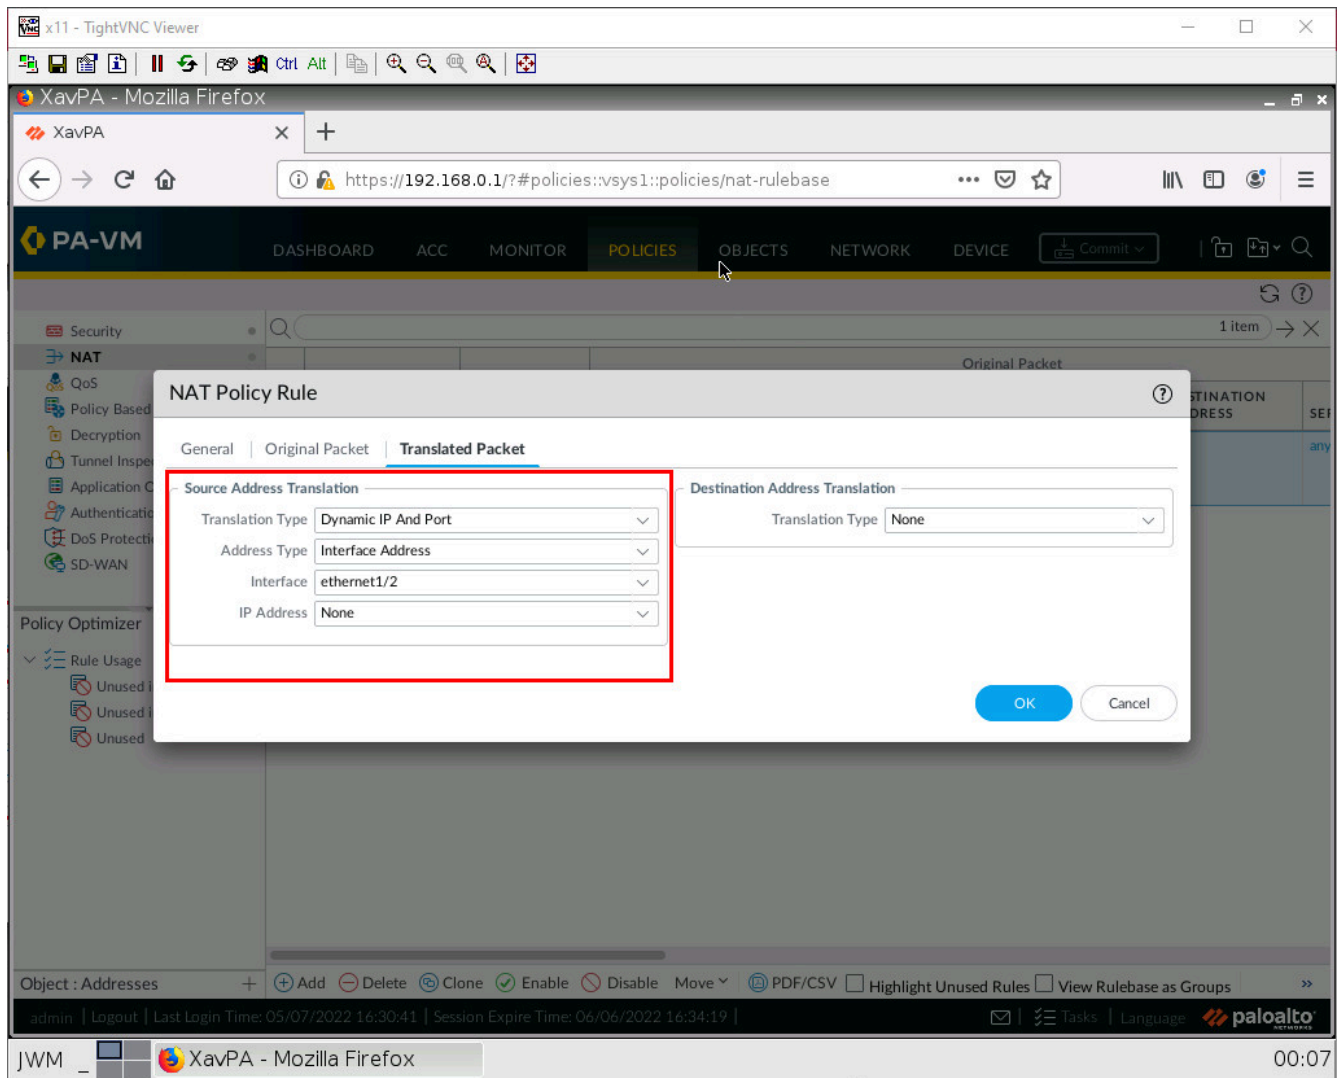 x11 - TightVNC Viewer
Ctrl Alt
XavPA - Mozilla Firefox
XavPA
https://192.168.0.1/?#policies::vsys1::policies/nat-rulebase
PA-VM
DASHBOARD ACC MONITOR POLICIES OBJECTS NETWORK DEVICE Commit
Security
1 item
NAT
Original Packet
QoS
Policy Based
Decryption
Tunnel Inspe
Application C
Authenticatio
DoS Protecti
SD-WAN
STINATION
DRESS
SER
any
NAT Policy Rule
General Original Packet Translated Packet
Source Address Translation
Translation Type Dynamic IP And Port
Address Type Interface Address
Interface ethernet1/2
IP Address None
Destination Address Translation
Translation Type None
OK Cancel
Policy Optimizer
Rule Usage
Unused i
Unused i
Unused
Object : Addresses
Add Delete Clone Enable Disable Move PDF/CSV Highlight Unused Rules View Rulebase as Groups
admin | Logout | Last Login Time: 05/07/2022 16:30:41 | Session Expire Time: 06/06/2022 16:34:19 |
Tasks | Language paloalto NETWORKS
JWM XavPA - Mozilla Firefox 00:07